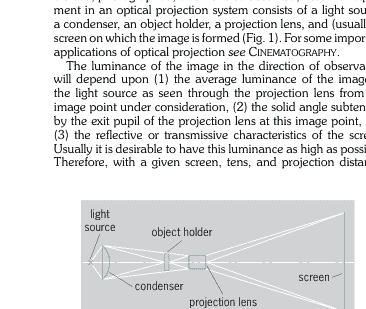 ment in an optical projection system consists of a light sou
a condenser, an object holder, a projection lens, and (usuall
screen on which the image is formed (Fig. 1). For some impor
applications of optical projection see CINEMATOGRAPHY.
The luminance of the image in the direction of observa
will depend upon (1) the average luminance of the image
the light source as seen through the projection lens from
image point under consideration, (2) the solid angle subten
by the exit pupil of the projection lens at this image point,
(3) the reflective or transmissive characteristics of the scre
Usually it is desirable to have this luminance as high as possi
Therefore, with a given screen, tens, and projection distan
light
source
object holder
condenser
projection lens
screen